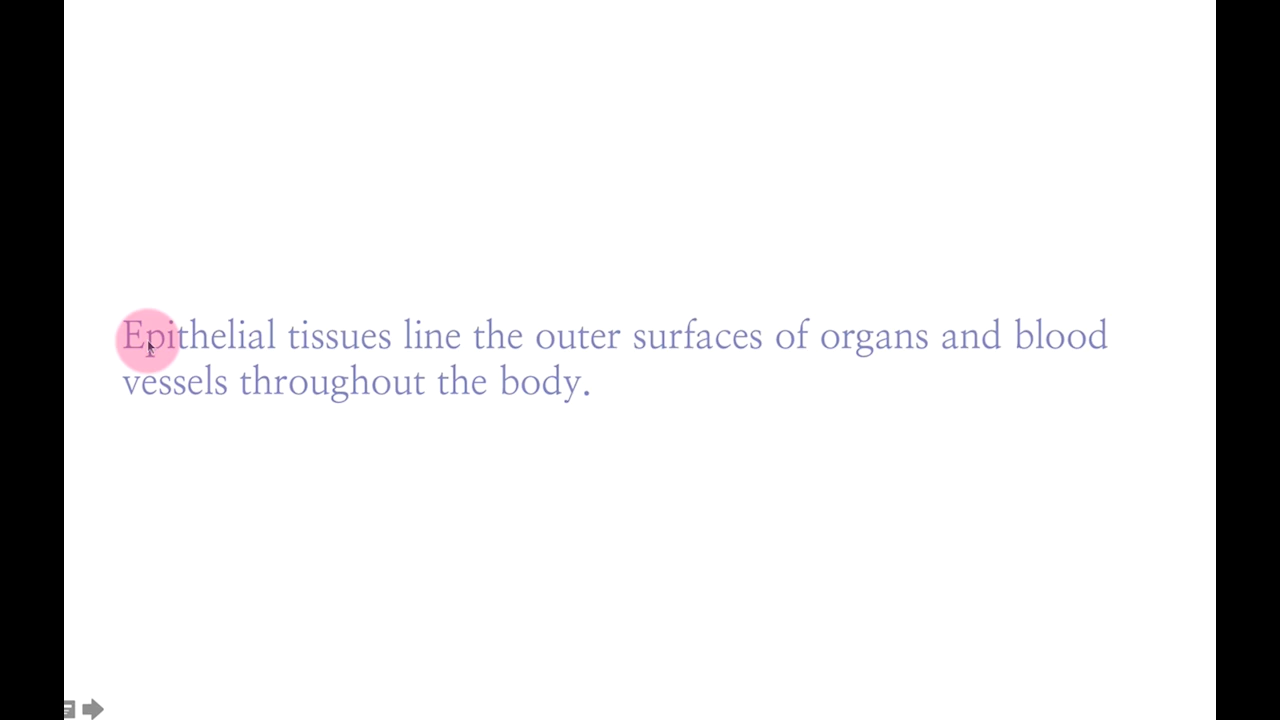 Epithelial tissues line the outer surfaces of organs and blood
vessels throughout the body.